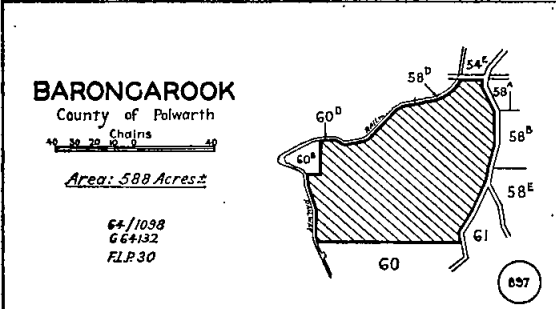 BARONGAROOK
County of Polwarth
Chains
40 30 20 10 0 40
Area: 588 Acres±
64/1098
G 64132
F.I.P. 30
54E
58D
58A
60D
58B
60B
58E
61
60
897